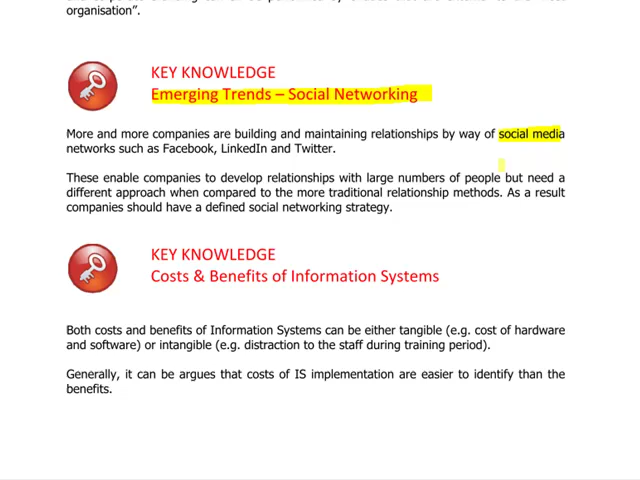 organisation”.
KEY KNOWLEDGE
Emerging Trends – Social Networking
More and more companies are building and maintaining relationships by way of social media
networks such as Facebook, LinkedIn and Twitter.
These enable companies to develop relationships with large numbers of people but need a
different approach when compared to the more traditional relationship methods. As a result
companies should have a defined social networking strategy.
KEY KNOWLEDGE
Costs & Benefits of Information Systems
Both costs and benefits of Information Systems can be either tangible (e.g. cost of hardware
and software) or intangible (e.g. distraction to the staff during training period).
Generally, it can be argues that costs of IS implementation are easier to identify than the
benefits.